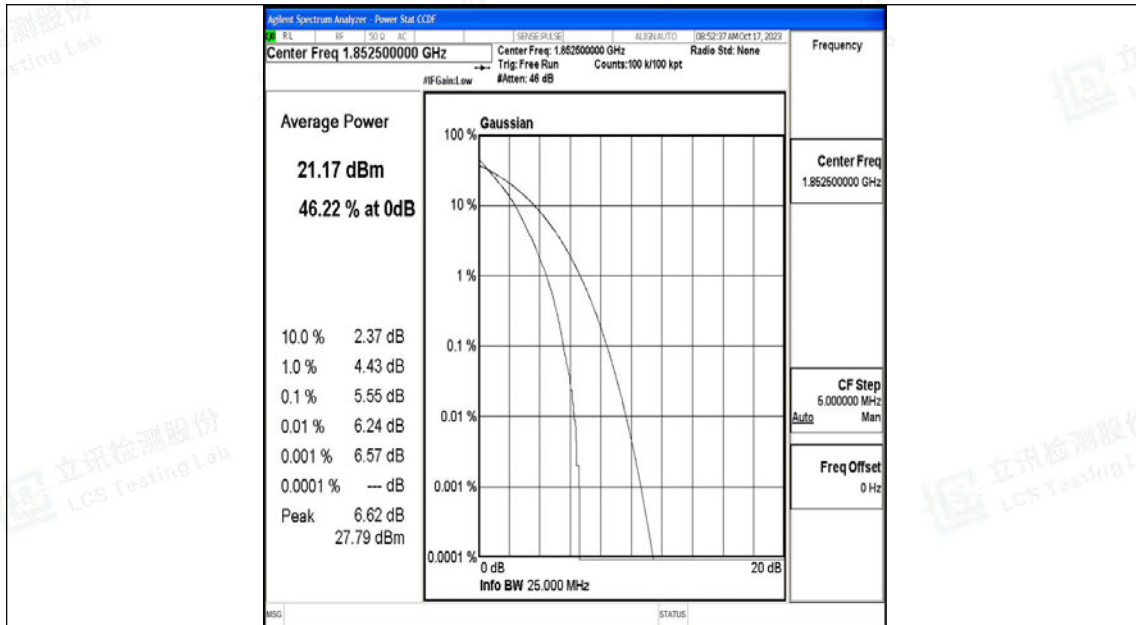 Agilent Spectrum Analyzer - Power Stat CCDF
RL RF 50 Ω AC SENSE:PULSE ALIGN AUTO 08:52:37 AM Oct 17, 2023
Center Freq 1.852500000 GHz
Center Freq: 1.852500000 GHz Radio Std: None
Trig: Free Run Counts:100 k/100 kpt
#IFGain:Low #Atten: 46 dB
Frequency
Average Power
21.17 dBm
46.22 % at 0dB
10.0 % 2.37 dB
1.0 % 4.43 dB
0.1 % 5.55 dB
0.01 % 6.24 dB
0.001 % 6.57 dB
0.0001 % --- dB
Peak 6.62 dB
27.79 dBm
Gaussian
100 %
10 %
1 %
0.1 %
0.01 %
0.001 %
0.0001 %
0 dB 20 dB
Info BW 25.000 MHz
Center Freq
1.852500000 GHz
CF Step
5.000000 MHz
Auto Man
Freq Offset
0 Hz
MSG STATUS
立讯检测股份
LCS Testing Lab